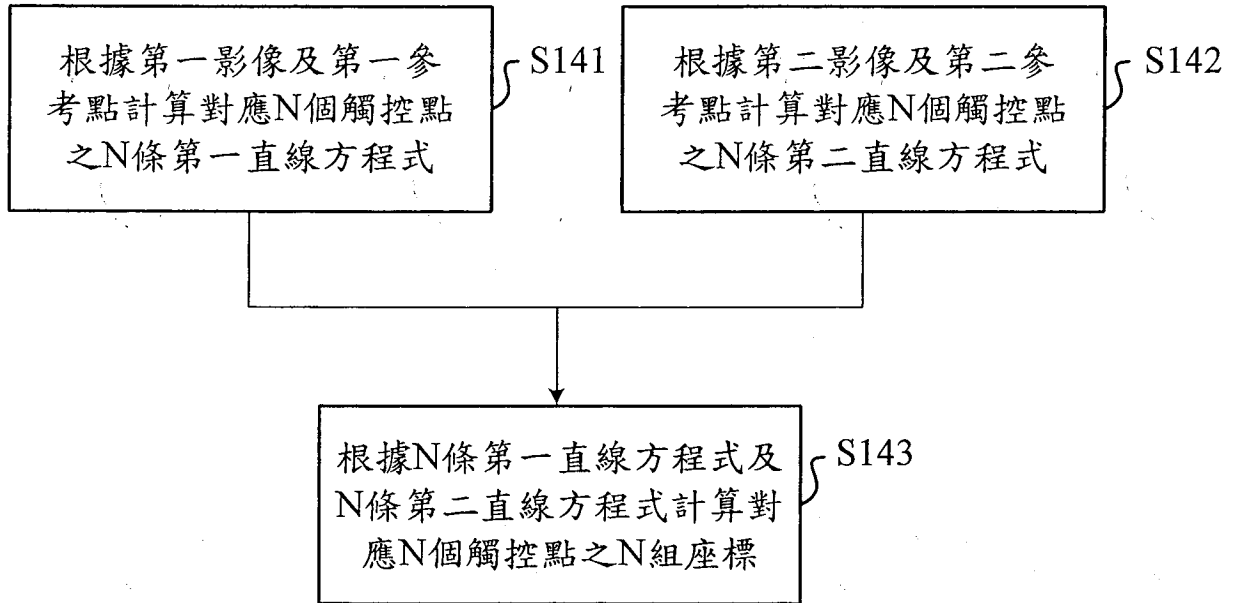 根據第一影像及第一參
考點計算對應N個觸控點
之N條第一直線方程式
S141
根據第二影像及第二參
考點計算對應N個觸控點
之N條第二直線方程式
S142
根據N條第一直線方程式及
N條第二直線方程式計算對
應N個觸控點之N組座標
S143